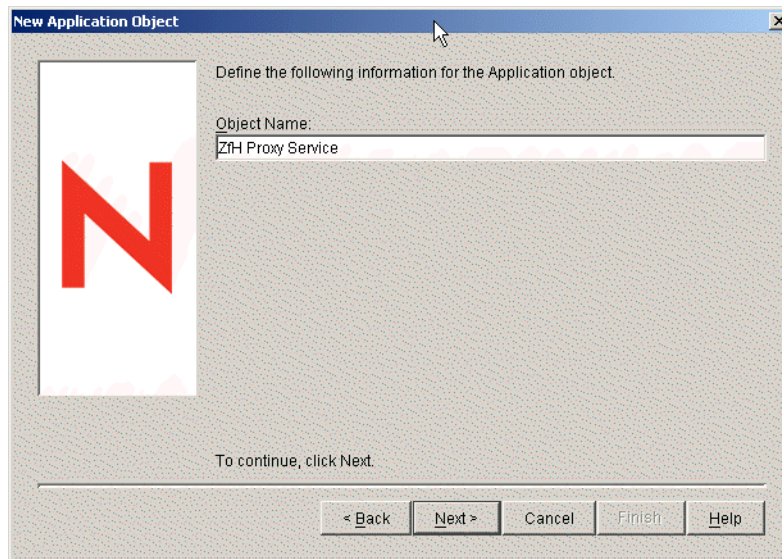 New Application Object
Define the following information for the Application object.
Object Name:
ZfH Proxy Service
To continue, click Next.
< Back Next > Cancel Finish Help